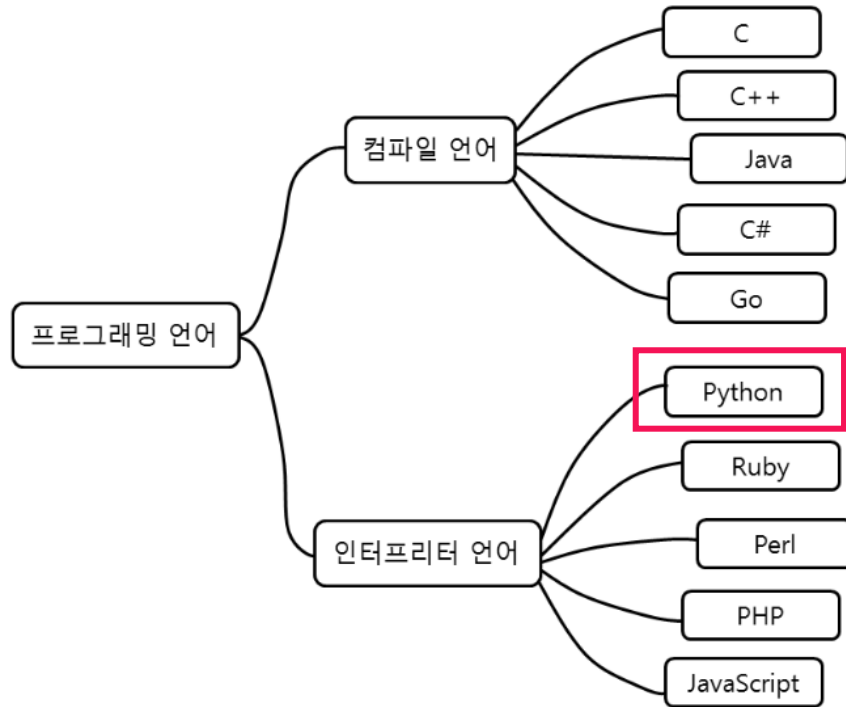 프로그래밍 언어
컴파일 언어
C
C++
Java
C#
Go
인터프리터 언어
Python
Ruby
Perl
PHP
JavaScript